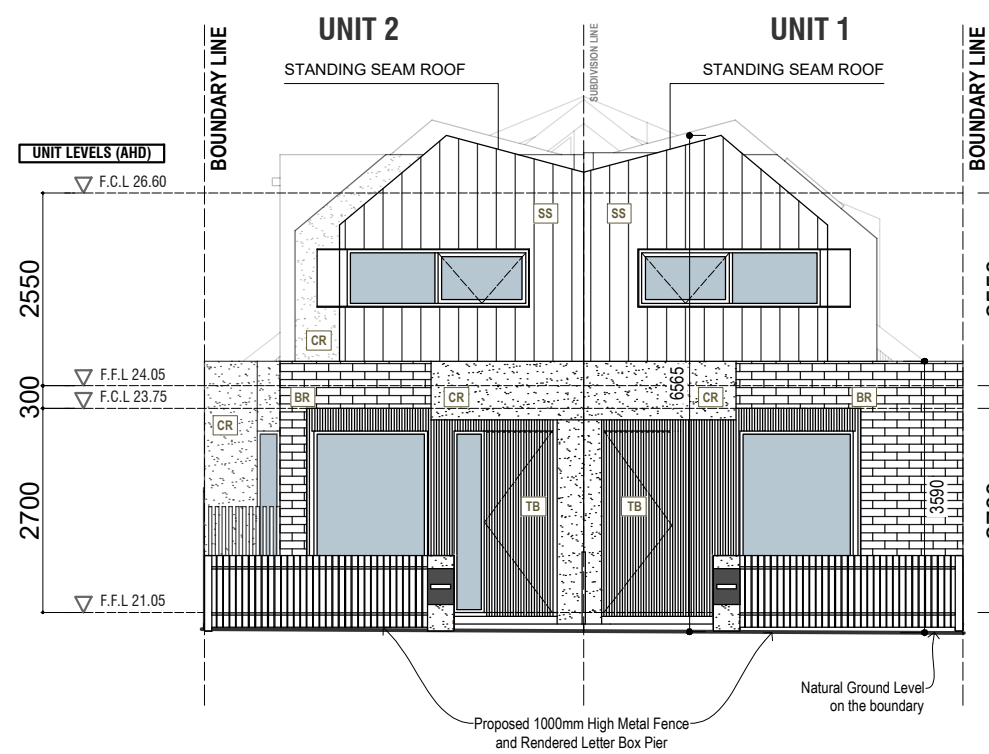 UNIT 2
UNIT 1
BOUNDARY LINE
SUBDIVISION LINE
BOUNDARY LINE
STANDING SEAM ROOF
STANDING SEAM ROOF
UNIT LEVELS (AHD)
F.C.L 26.60
SS
SS
2550
CR
F.F.L 24.05
300
F.C.L 23.75
BR
CR
6565
CR
BR
CR
2700
TB
TB
3590
F.F.L 21.05
Natural Ground Level
on the boundary
Proposed 1000mm High Metal Fence
and Rendered Letter Box Pier